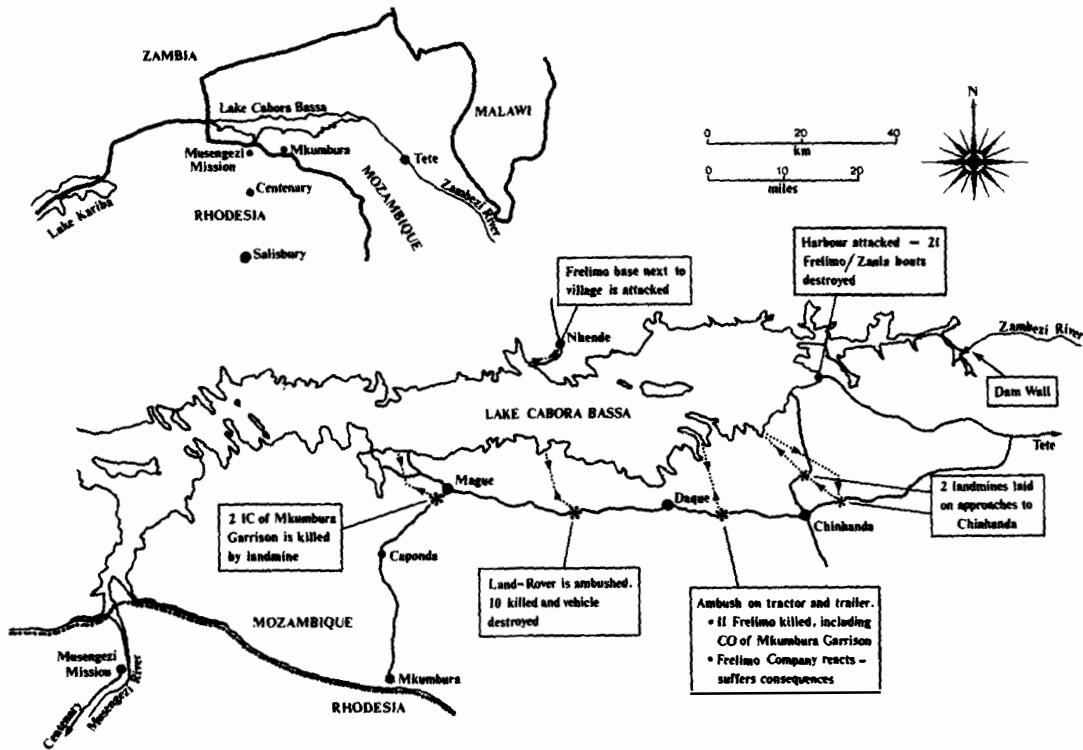 ZAMBIA
Lake Cabora Bassa
MALAWI
Musengezi
Mission
Mkumbura
Tete
Centenary
MOZAMBIQUE
Zambezi River
Lake Kariba
RHODESIA
Salisbury
N
0 20 40
km
0 10 20
miles
Frelimo base next to
village is attacked
Harbour attacked – 21
Frelimo/Zanla boats
destroyed
Nhende
Zambezi River
Dam Wall
LAKE CABORA BASSA
Tete
Mague
Daque
Chinhanda
2 IC of Mkumbura
Garrison is killed
by landmine
2 landmines laid
on approaches to
Chinhanda
Caponda
Land-Rover is ambushed.
10 killed and vehicle
destroyed
Ambush on tractor and trailer.
• 11 Frelimo killed, including
CO of Mkumbura Garrison
• Frelimo Company reacts –
suffers consequences
MOZAMBIQUE
Musengezi
Mission
Mkumbura
RHODESIA
Centenary
Musengezi River